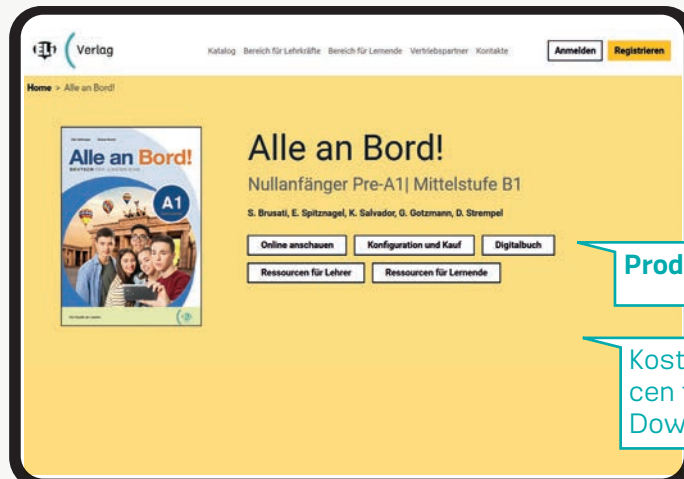 ELi Verlag
Katalog Bereich für Lehrkräfte Bereich für Lernende Vertriebspartner Kontakte
Anmelden Registrieren
Home > Alle an Bord!
Alle an Bord!
A1
Alle an Bord!
Nullanfänger Pre-A1| Mittelstufe B1
S. Brusati, E. Spitznagel, K. Salvador, G. Gotzmann, D. Strempel
Online anschauen Konfiguration und Kauf Digitalbuch
Ressourcen für Lehrer Ressourcen für Lernende
Prod
Kost
cen
Dow